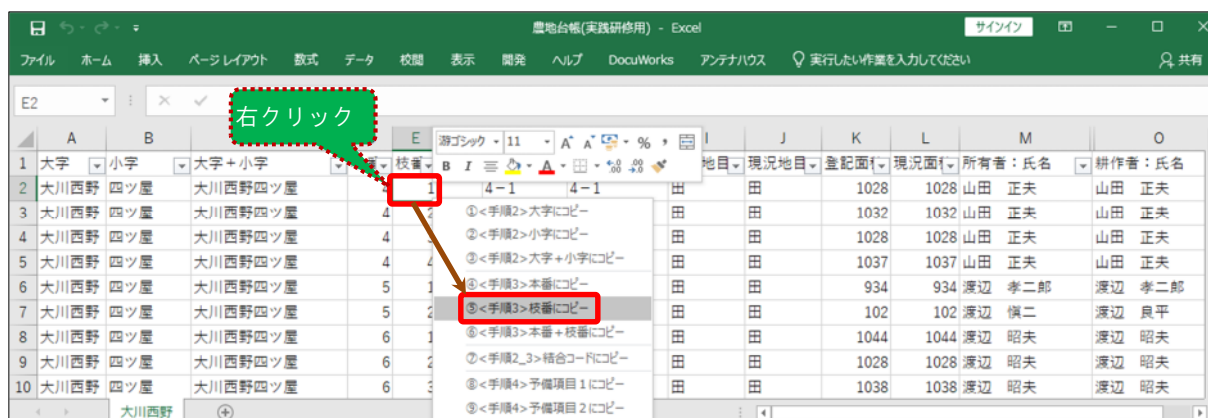 農地台帳(実践研修用) - Excel
サインイン
ファイル ホーム 挿入 ページ レイアウト 数式 データ 校閲 表示 開発 ヘルプ DocuWorks アンテナハウス 実行したい作業を入力してください 共有
E2
右クリック
游ゴシック 11 A A % ,
B I A
A B E I J K L M O
1 大字 小字 大字+小字 枝番 地目 現況地目 登記面積 現況面積 所有者:氏名 耕作者:氏名
2 大川西野 四ツ屋 大川西野四ツ屋 4 1 4-1 4-1 田 田 1028 1028 山田 正夫 山田 正夫
3 大川西野 四ツ屋 大川西野四ツ屋 4 2 田 田 1032 1032 山田 正夫 山田 正夫
4 大川西野 四ツ屋 大川西野四ツ屋 4 田 田 1028 1028 山田 正夫 山田 正夫
5 大川西野 四ツ屋 大川西野四ツ屋 4 4 田 田 1037 1037 山田 正夫 山田 正夫
6 大川西野 四ツ屋 大川西野四ツ屋 5 1 田 田 934 934 渡辺 孝二郎 渡辺 孝二郎
7 大川西野 四ツ屋 大川西野四ツ屋 5 2 田 田 102 102 渡辺 愼二 渡辺 良平
8 大川西野 四ツ屋 大川西野四ツ屋 6 1 田 田 1044 1044 渡辺 昭夫 渡辺 昭夫
9 大川西野 四ツ屋 大川西野四ツ屋 6 2 田 田 1028 1028 渡辺 昭夫 渡辺 昭夫
10 大川西野 四ツ屋 大川西野四ツ屋 6 3 田 田 1038 1038 渡辺 昭夫 渡辺 昭夫
①<手順2>大字にコピー
②<手順2>小字にコピー
③<手順2>大字+小字にコピー
④<手順3>本番にコピー
⑤<手順3>枝番にコピー
⑥<手順3>本番+枝番にコピー
⑦<手順2_3>結合コードにコピー
⑧<手順4>予備項目1にコピー
⑨<手順4>予備項目2にコピー
大川西野